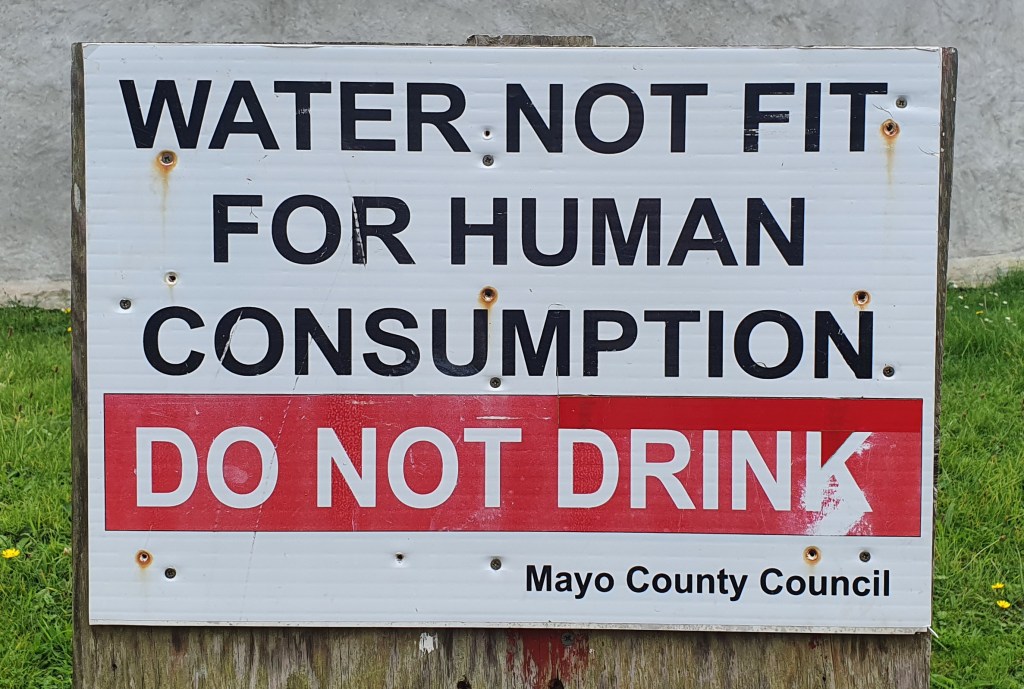 WATER NOT FIT
FOR HUMAN
CONSUMPTION
DO NOT DRINK
Mayo County Council